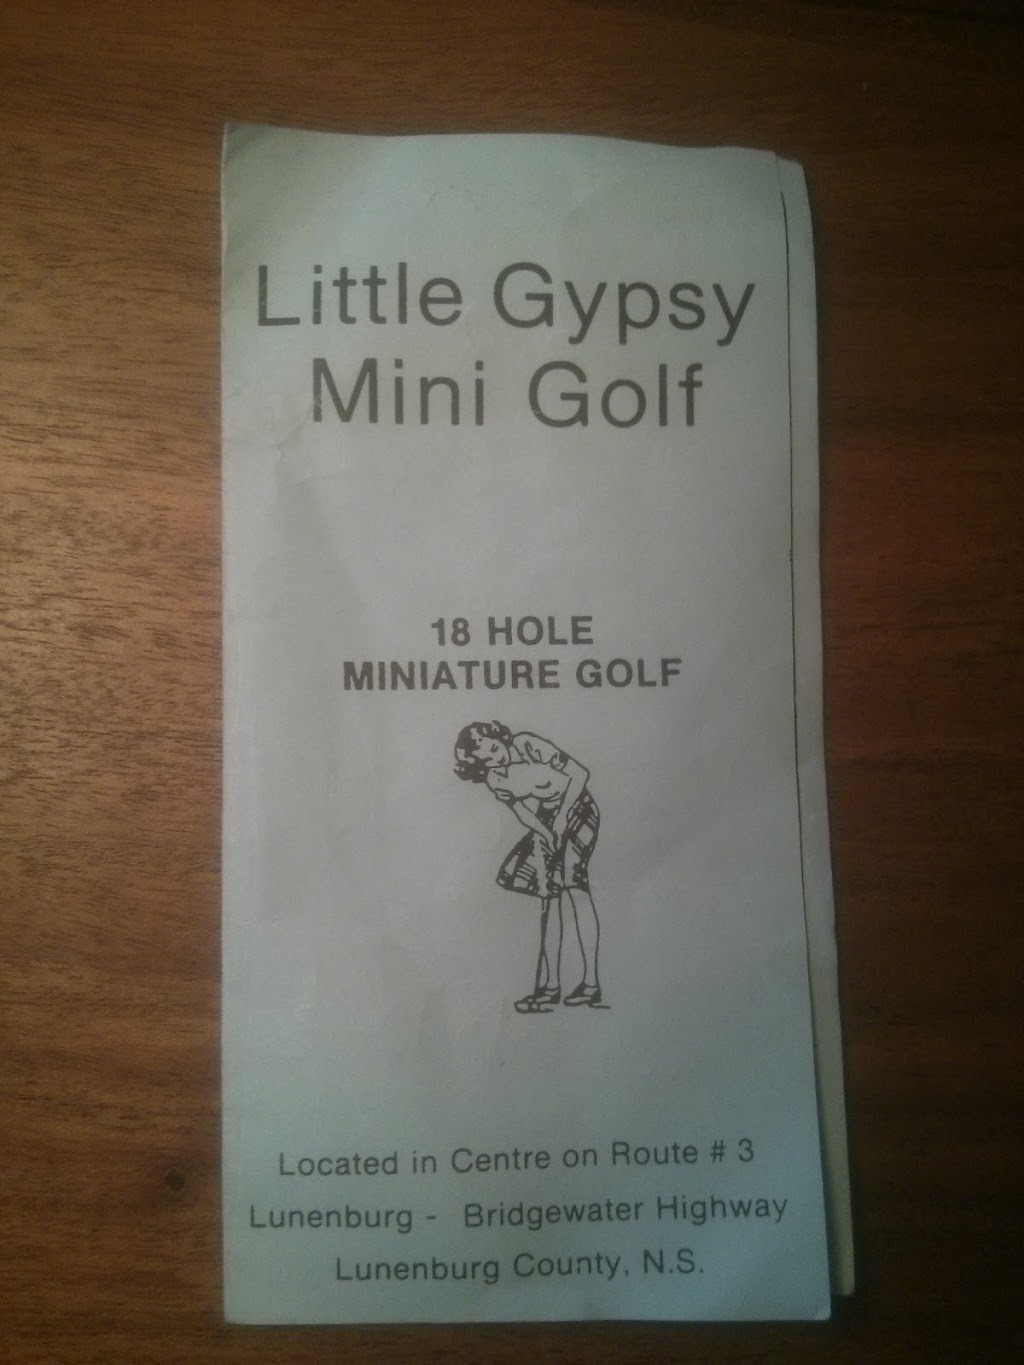 Little Gypsy
Mini Golf
18 HOLE
MINIATURE GOLF
Located in Centre on Route # 3
Lunenburg - Bridgewater Highway
Lunenburg County, N.S.